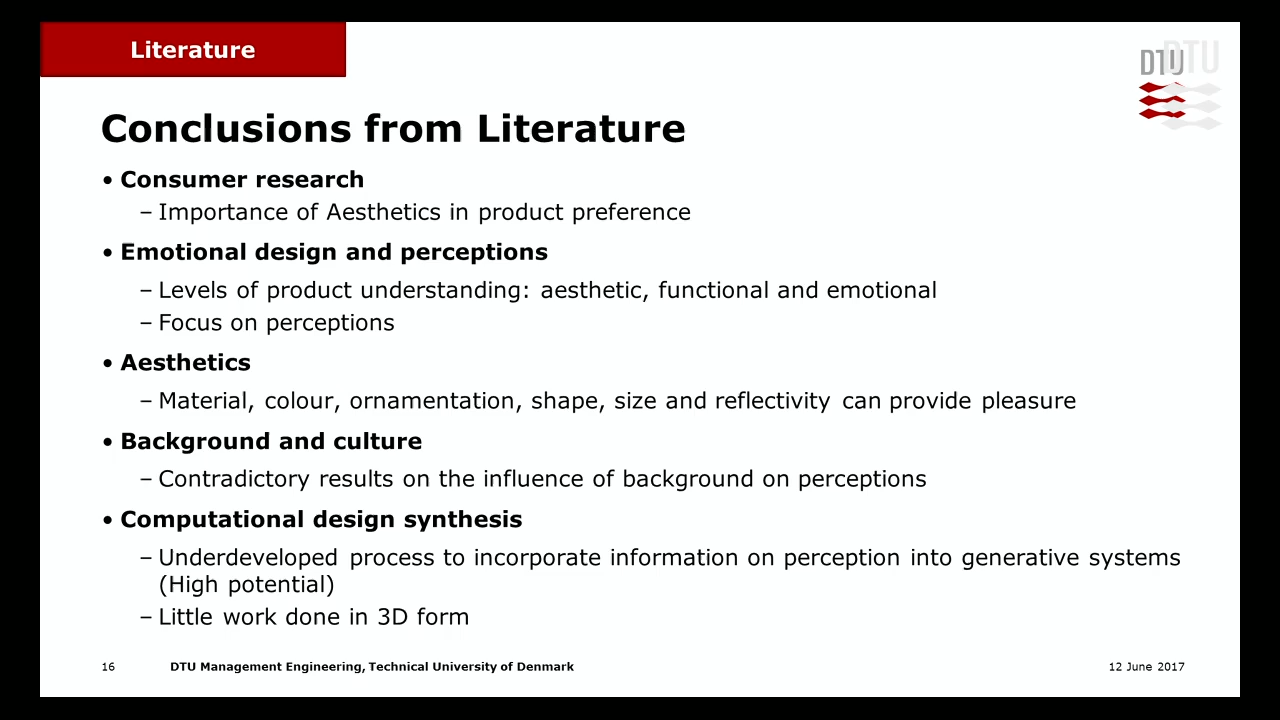 Literature
DTU
DTU
Conclusions from Literature
• Consumer research
– Importance of Aesthetics in product preference
• Emotional design and perceptions
– Levels of product understanding: aesthetic, functional and emotional
– Focus on perceptions
• Aesthetics
– Material, colour, ornamentation, shape, size and reflectivity can provide pleasure
• Background and culture
– Contradictory results on the influence of background on perceptions
• Computational design synthesis
– Underdeveloped process to incorporate information on perception into generative systems
(High potential)
– Little work done in 3D form
16 DTU Management Engineering, Technical University of Denmark 12 June 2017